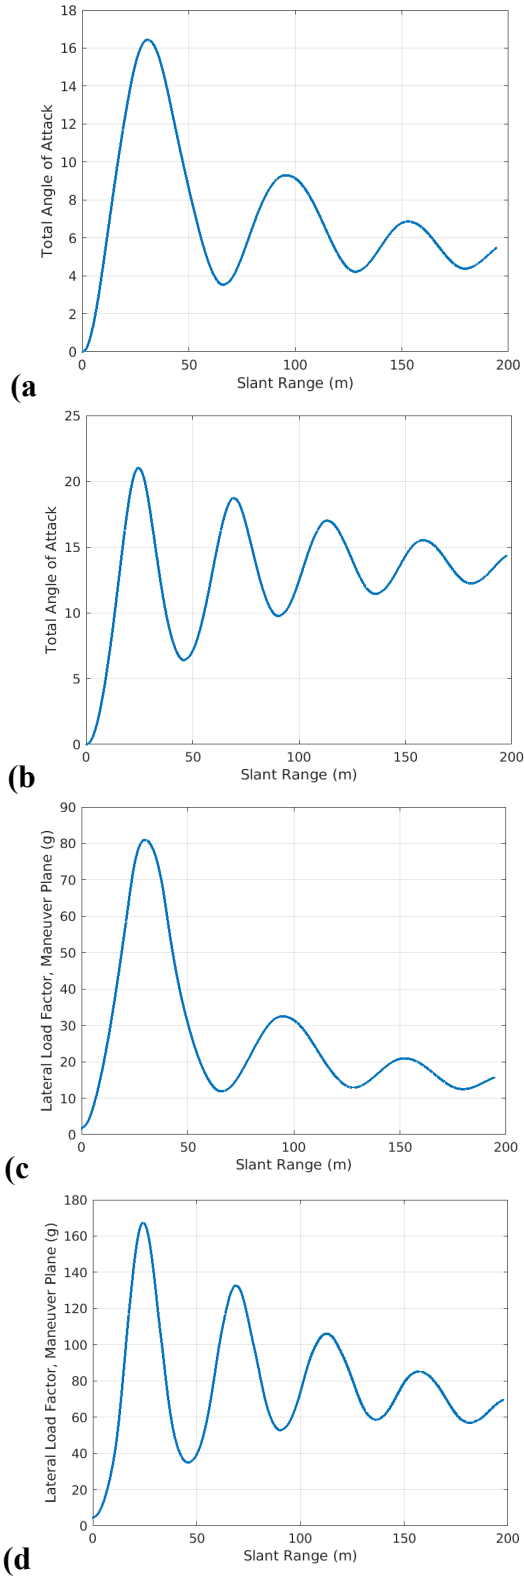 18
16
14
12
10
8
6
4
2
0
Total Angle of Attack
0 50 100 150 200
Slant Range (m)
(a
25
20
15
10
5
0
Total Angle of Attack
0 50 100 150 200
Slant Range (m)
(b
90
80
70
60
50
40
30
20
10
0
Lateral Load Factor, Maneuver Plane (g)
0 50 100 150 200
Slant Range (m)
(c
180
160
140
120
100
80
60
40
20
0
Lateral Load Factor, Maneuver Plane (g)
0 50 100 150 200
Slant Range (m)
(d